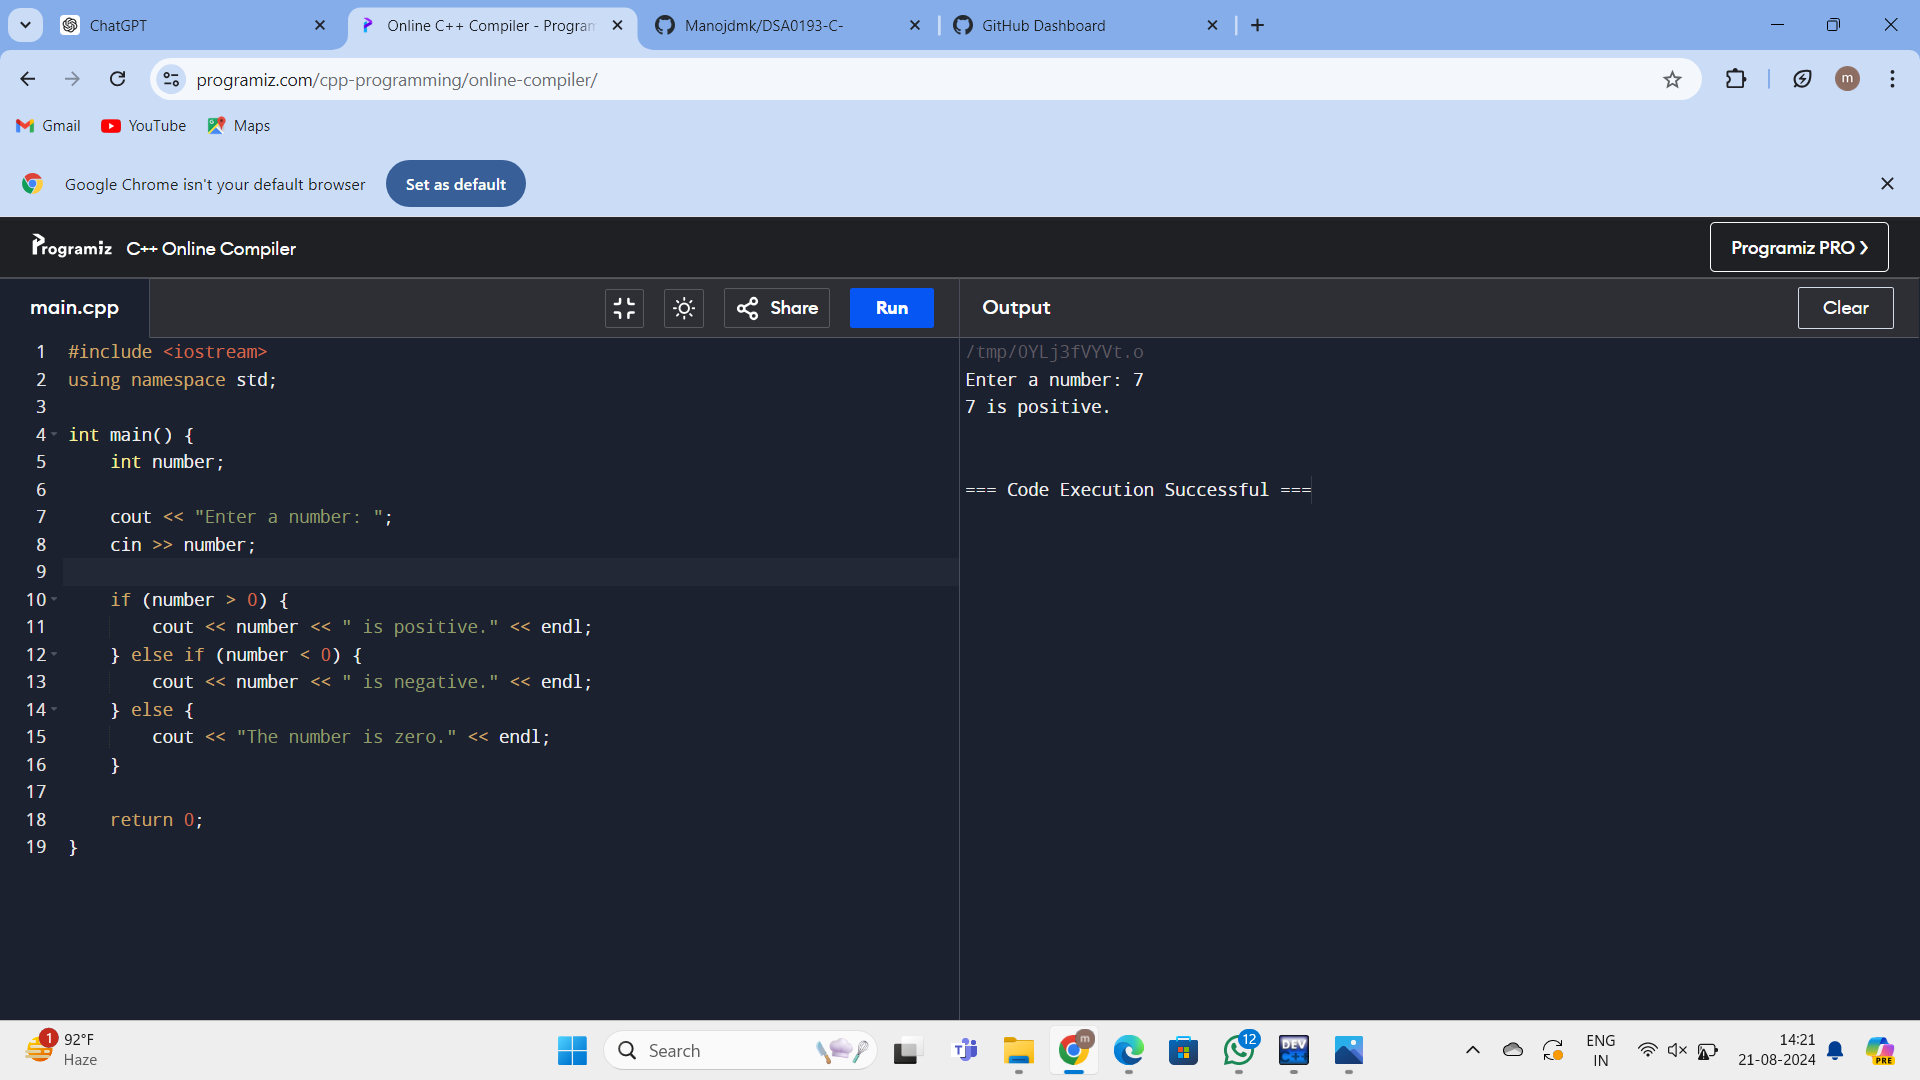 ChatGPT
Online C++ Compiler - Program
Manojdmk/DSA0193-C-
GitHub Dashboard
programiz.com/cpp-programming/online-compiler/
m
Gmail
YouTube
Maps
Google Chrome isn't your default browser
Set as default
Programiz
C++ Online Compiler
Programiz PRO
main.cpp
Share
Run
Output
Clear
1 #include <iostream>
2 using namespace std;
3
4 int main() {
5     int number;
6
7     cout << "Enter a number: ";
8     cin >> number;
9
10     if (number > 0) {
11         cout << number << " is positive." << endl;
12     } else if (number < 0) {
13         cout << number << " is negative." << endl;
14     } else {
15         cout << "The number is zero." << endl;
16     }
17
18     return 0;
19 }
/tmp/OYLj3fVYVt.o
Enter a number: 7
7 is positive.
=== Code Execution Successful ===
1
92°F
Haze
Search
m
12
DEV
C++
ENG
IN
14:21
21-08-2024
PRE